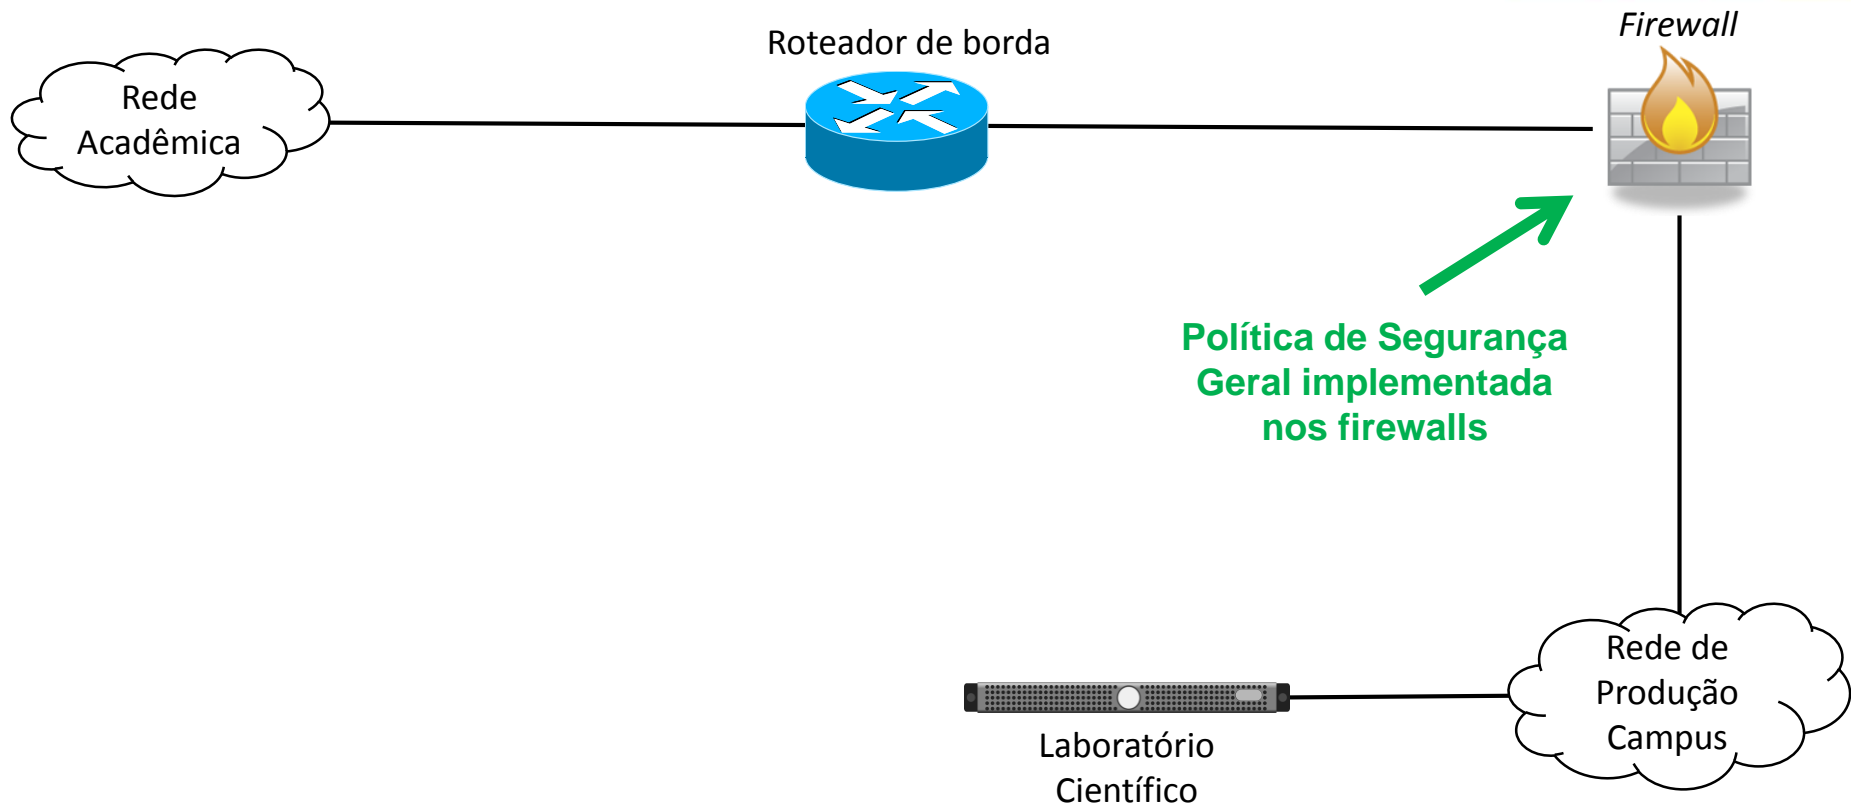 Firewall
Roteador de borda
Rede
Acadêmica
Política de Segurança
Geral implementada
nos firewalls
Rede de
Produção
Campus
Laboratório
Científico